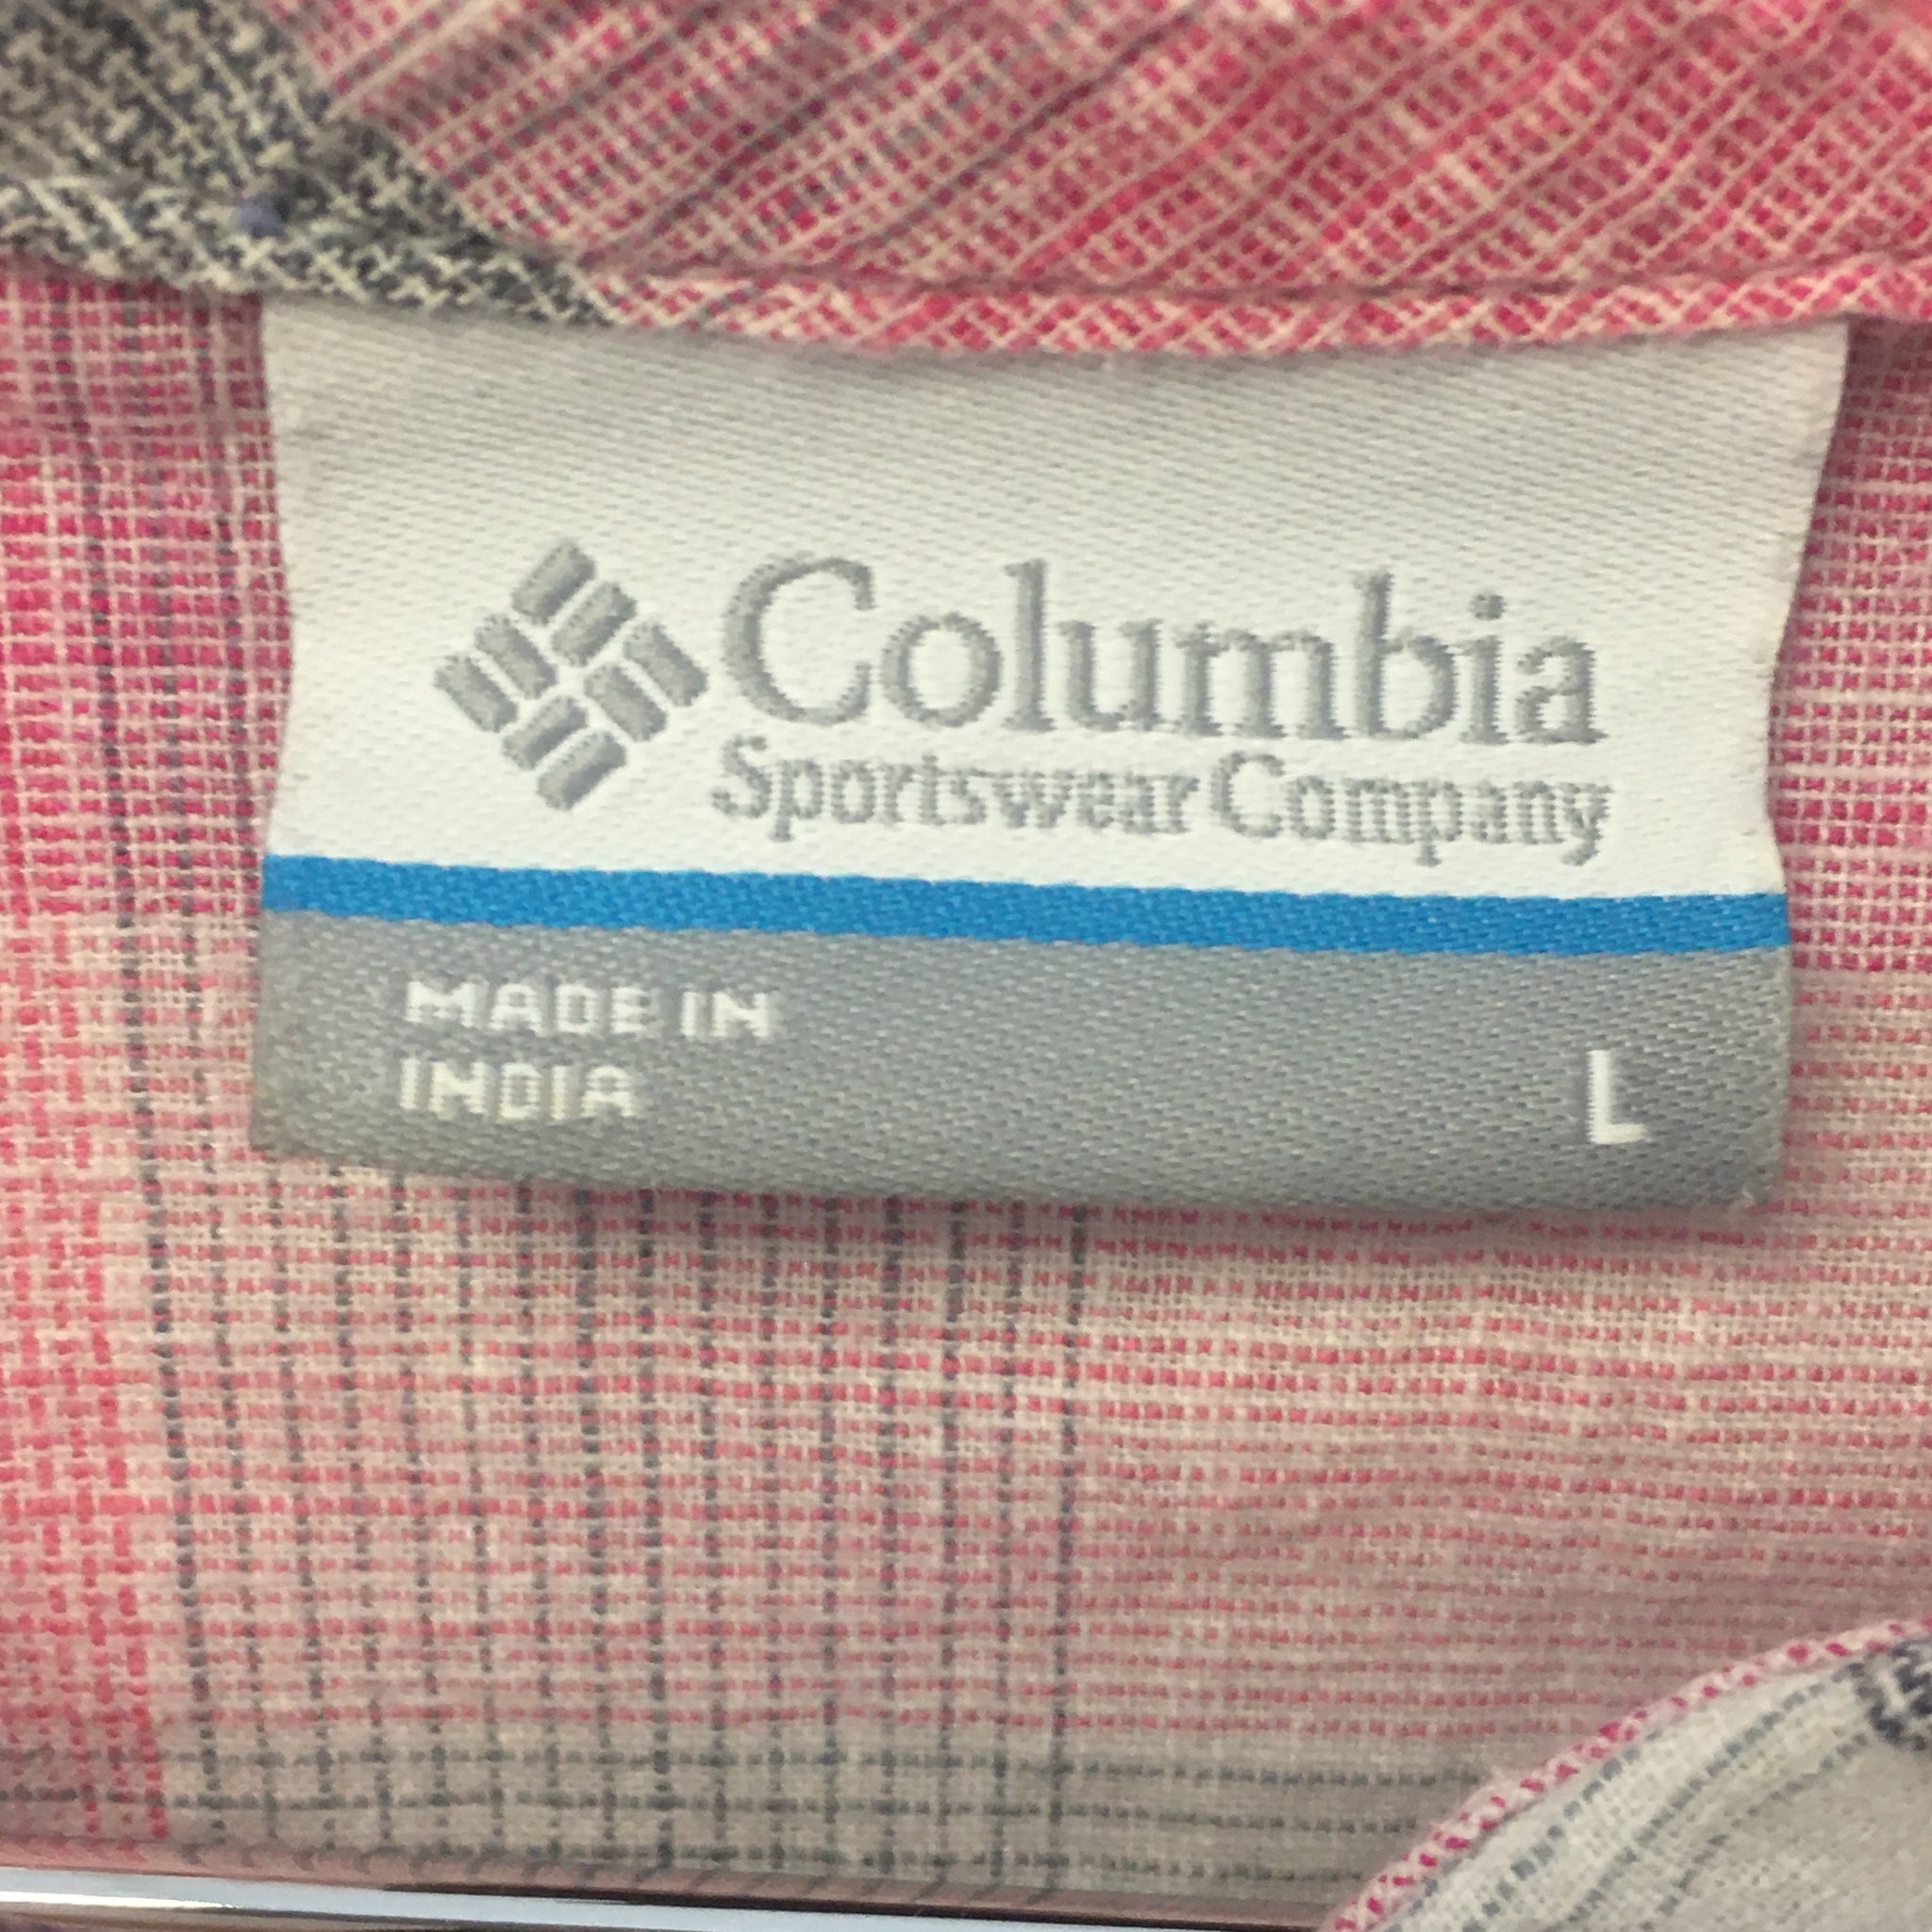 Columbia
Sportswear Company
MADE IN
INDIA
L